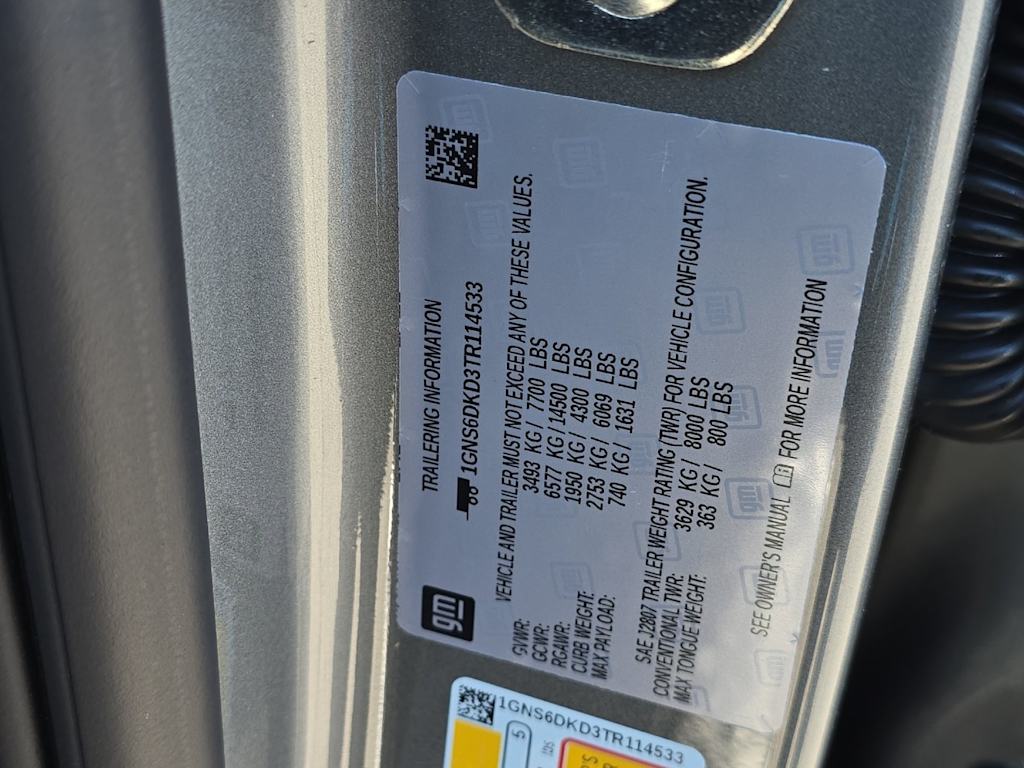 gm
TRAILERING INFORMATION
1GNS6DKD3TR114533
VEHICLE AND TRAILER MUST NOT EXCEED ANY OF THESE VALUES.
GVWR: 3493 KG/ 7700 LBS
GCWR: 6577 KG 14500 LBS
RGAWR: 1950 KG/ 4300 LBS
CURB WEIGHT: 2753 KG/ 6069 LBS
MAX PAYLOAD: 740 KG/ 1631 LBS
SAE J2807 TRAILER WEIGHT RATING (TWR) FOR VEHICLE CONFIGURATION.
CONVENTIONAL TWR: 3629 KG/ 8000 LBS
MAX TONGUE WEIGHT: 363 KG/ 800 LBS
SEE OWNER'S MANUAL FOR MORE INFORMATION
1GNS6DKD3TR114533
5